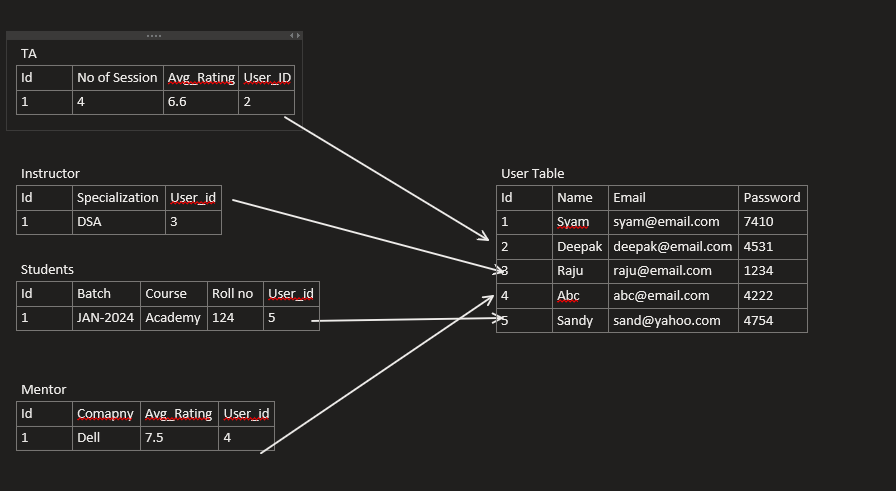 TA
Id No of Session Avg_Rating User_ID
1 4 6.6 2
Instructor
Id Specialization User_id
1 DSA 3
Students
Id Batch Course Roll no User_id
1 JAN-2024 Academy 124 5
Mentor
Id Comapny Avg_Rating User_id
1 Dell 7.5 4
User Table
Id Name Email Password
1 Syam syam@email.com 7410
2 Deepak deepak@email.com 4531
3 Raju raju@email.com 1234
4 Abc abc@email.com 4222
5 Sandy sand@yahoo.com 4754